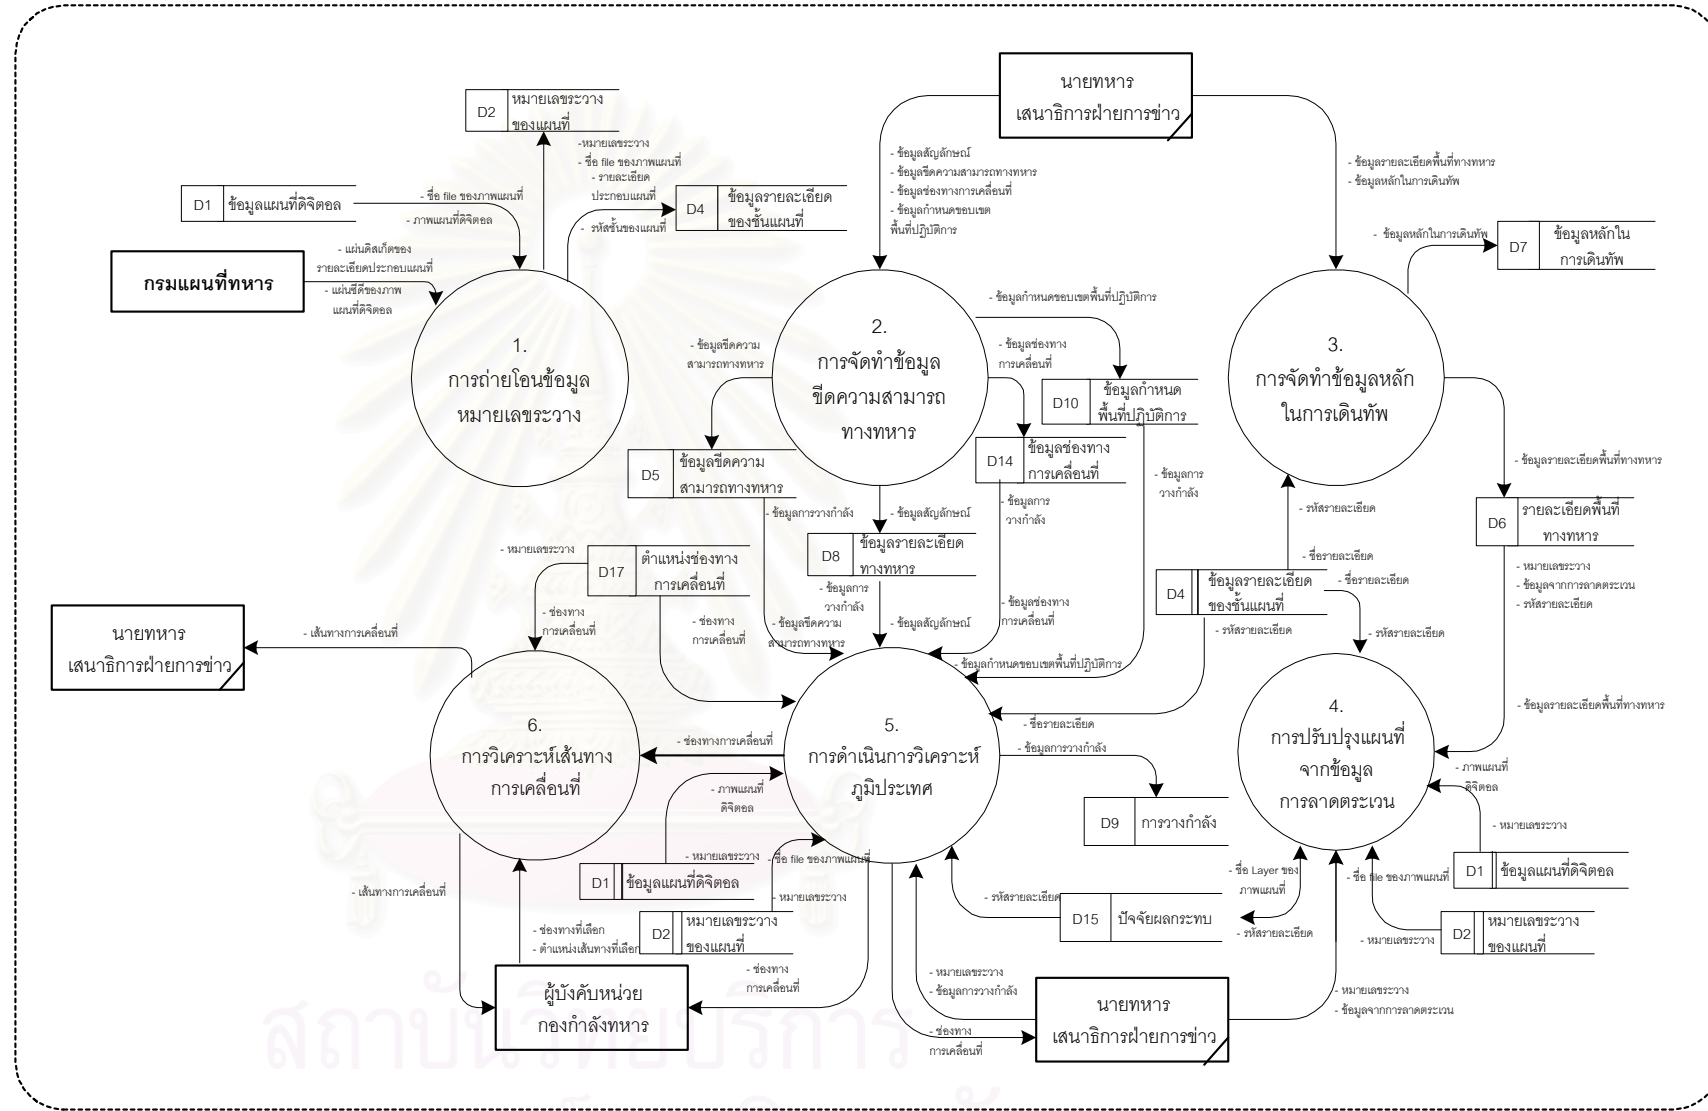 นายทหาร
เสนาธิการฝ่ายการข่าว
D2
หมายเลขระวาง
ของแผนที่
-หมายเลขระวาง
- ชื่อ file ของภาพแผนที่
- รายละเอียด
ประกอบแผนที่
- รหัสชั้นของแผนที่
D1
ข้อมูลแผนที่ดิจิตอล
- ชื่อ file ของภาพแผนที่
- ภาพแผนที่ดิจิตอล
D4
ข้อมูลรายละเอียด
ของชั้นแผนที่
- ข้อมูลสัญลักษณ์
- ข้อมูลขีดความสามารถทางทหาร
- ข้อมูลช่องทางการเคลื่อนที่
- ข้อมูลกำหนดขอบเขต
พื้นที่ปฏิบัติการ
- ข้อมูลรายละเอียดพื้นที่ทางทหาร
- ข้อมูลหลักในการเดินทัพ
- ข้อมูลหลักในการเดินทัพ
D7
ข้อมูลหลักใน
การเดินทัพ
กรมแผนที่ทหาร
- แผ่นดิสเก็ตของ
รายละเอียดประกอบแผนที่
- แผ่นซีดีของภาพ
แผนที่ดิจิตอล
1.
การถ่ายโอนข้อมูล
หมายเลขระวาง
2.
การจัดทำข้อมูล
ขีดความสามารถ
ทางทหาร
3.
การจัดทำข้อมูลหลัก
ในการเดินทัพ
- ข้อมูลกำหนดขอบเขตพื้นที่ปฏิบัติการ
- ข้อมูลขีดความ
สามารถทางทหาร
- ข้อมูลช่องทาง
การเคลื่อนที่
D10
ข้อมูลกำหนด
พื้นที่ปฏิบัติการ
D5
ข้อมูลขีดความ
สามารถทางทหาร
D14
ข้อมูลช่องทาง
การเคลื่อนที่
- ข้อมูลการ
วางกำลัง
- ข้อมูลรายละเอียดพื้นที่ทางทหาร
- ข้อมูลการวางกำลัง
- ข้อมูลสัญลักษณ์
- ข้อมูลการ
วางกำลัง
- รหัสรายละเอียด
D6
รายละเอียดพื้นที่
ทางทหาร
- หมายเลขระวาง
D17
ตำแหน่งช่องทาง
การเคลื่อนที่
D8
ข้อมูลรายละเอียด
ทางทหาร
- ชื่อรายละเอียด
- ชื่อรายละเอียด
D4
ข้อมูลรายละเอียด
ของชั้นแผนที่
- ชื่อรายละเอียด
- หมายเลขระวาง
- ข้อมูลจากการลาดตระเวน
- รหัสรายละเอียด
- ข้อมูลการ
วางกำลัง
- ข้อมูลช่องทาง
การเคลื่อนที่
นายทหาร
เสนาธิการฝ่ายการข่าว
- เส้นทางการเคลื่อนที่
- ช่องทาง
การเคลื่อนที่
- ช่องทาง
การเคลื่อนที่
- ข้อมูลขีดความ
สามารถทางทหาร
- ข้อมูลสัญลักษณ์
- รหัสรายละเอียด
- รหัสรายละเอียด
- ข้อมูลกำหนดขอบเขตพื้นที่ปฏิบัติการ
- ข้อมูลรายละเอียดพื้นที่ทางทหาร
6.
การวิเคราะห์เส้นทาง
การเคลื่อนที่
- ช่องทางการเคลื่อนที่
5.
การดำเนินการวิเคราะห์
ภูมิประเทศ
- ชื่อรายละเอียด
- ข้อมูลการวางกำลัง
4.
การปรับปรุงแผนที่
จากข้อมูล
การลาดตระเวน
- ภาพแผนที่
ดิจิตอล
- ภาพแผนที่
ดิจิตอล
D9
การวางกำลัง
- หมายเลขระวาง
- หมายเลขระวาง
- ชื่อ file ของภาพแผนที่
D1
ข้อมูลแผนที่ดิจิตอล
- เส้นทางการเคลื่อนที่
- หมายเลขระวาง
- รหัสรายละเอียด
- ชื่อ Layer ของ
ภาพแผนที่
- ชื่อ file ของภาพแผนที่
D1
ข้อมูลแผนที่ดิจิตอล
D2
หมายเลขระวาง
ของแผนที่
D15
ปัจจัยผลกระทบ
- รหัสรายละเอียด
- หมายเลขระวาง
D2
หมายเลขระวาง
ของแผนที่
- ช่องทางที่เลือก
- ตำแหน่งเส้นทางที่เลือก
- ช่องทาง
การเคลื่อนที่
- หมายเลขระวาง
- ข้อมูลการวางกำลัง
ผู้บังคับหน่วย
กองกำลังทหาร
นายทหาร
เสนาธิการฝ่ายการข่าว
- หมายเลขระวาง
- ข้อมูลจากการลาดตระเวน
- ช่องทาง
การเคลื่อนที่
สถาบันวิทยบริการ